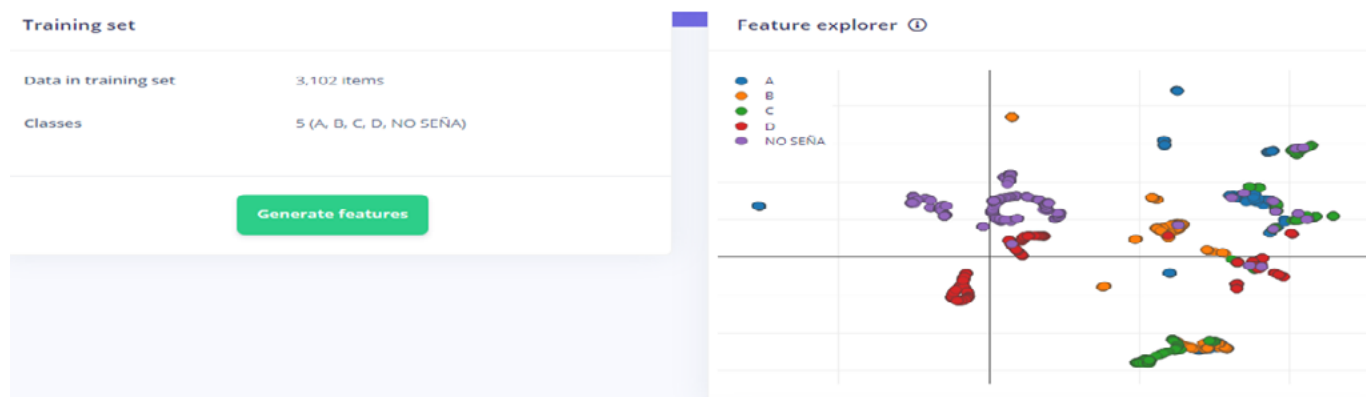 Training set
Data in training set 3,102 items
Classes 5 (A, B, C, D, NO SEÑA)
Generate features
Feature explorer
A
B
C
D
NO SEÑA